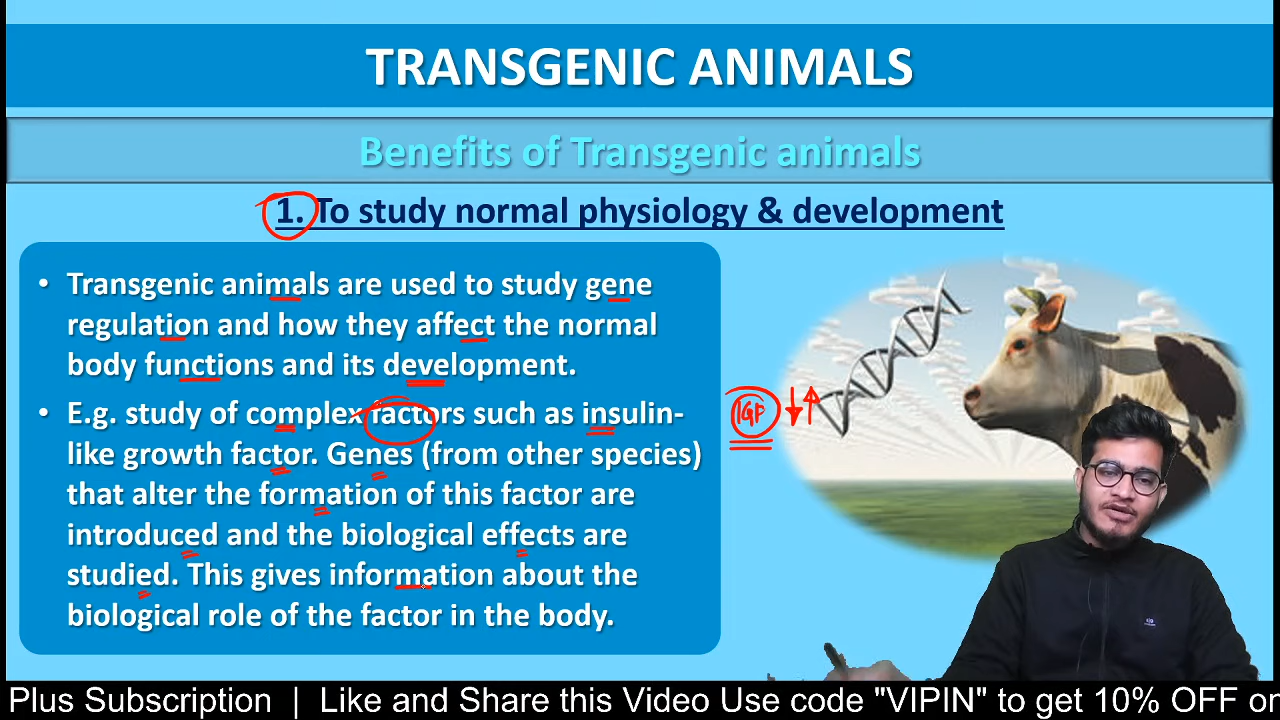 TRANSGENIC ANIMALS
Benefits of Transgenic animals
1. To study normal physiology & development
• Transgenic animals are used to study gene
regulation and how they affect the normal
body functions and its development.
• E.g. study of complex factors such as insulin-
like growth factor. Genes (from other species)
that alter the formation of this factor are
introduced and the biological effects are
studied. This gives information about the
biological role of the factor in the body.
IGF
Plus Subscription | Like and Share this Video Use code "VIPIN" to get 10% OFF on